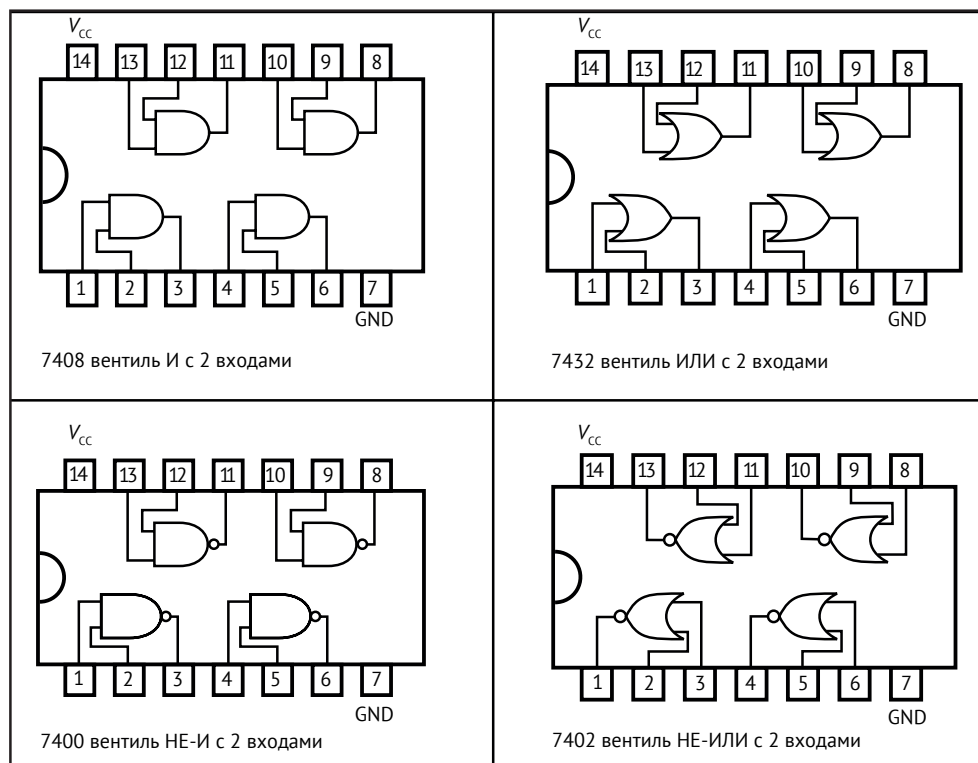 V_CC
14 13 12 11 10 9 8
1 2 3 4 5 6 7
GND
7408 вентиль И с 2 входами
V_CC
14 13 12 11 10 9 8
1 2 3 4 5 6 7
GND
7432 вентиль ИЛИ с 2 входами
V_CC
14 13 12 11 10 9 8
1 2 3 4 5 6 7
GND
7400 вентиль НЕ-И с 2 входами
V_CC
14 13 12 11 10 9 8
1 2 3 4 5 6 7
GND
7402 вентиль НЕ-ИЛИ с 2 входами